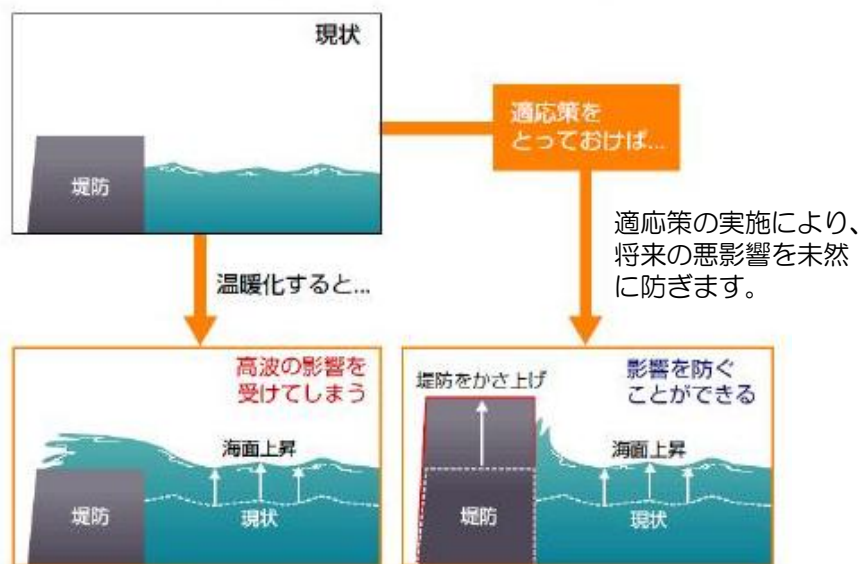 現状
堤防
適応策を
とっておけば...
適応策の実施により、
将来の悪影響を未然
に防ぎます。
温暖化すると...
高波の影響を
受けてしまう
海面上昇
堤防
現状
堤防をかさ上げ
影響を防ぐ
ことができる
海面上昇
堤防
現状